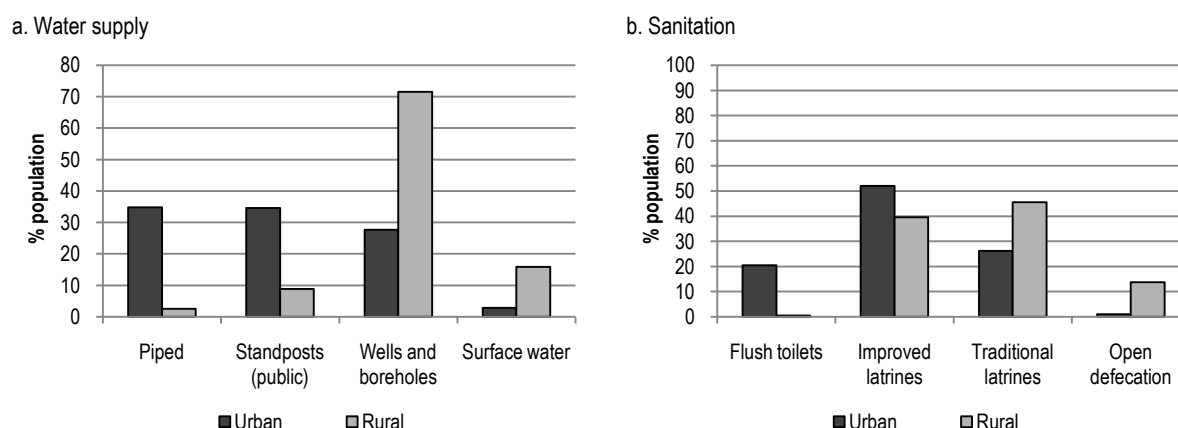 a. Water supply
% population
80
70
60
50
40
30
20
10
0
Piped
Standposts
(public)
Wells and
boreholes
Surface water
Urban
Rural
b. Sanitation
% population
100
90
80
70
60
50
40
30
20
10
0
Flush toilets
Improved
latrines
Traditional
latrines
Open
defecation
Urban
Rural